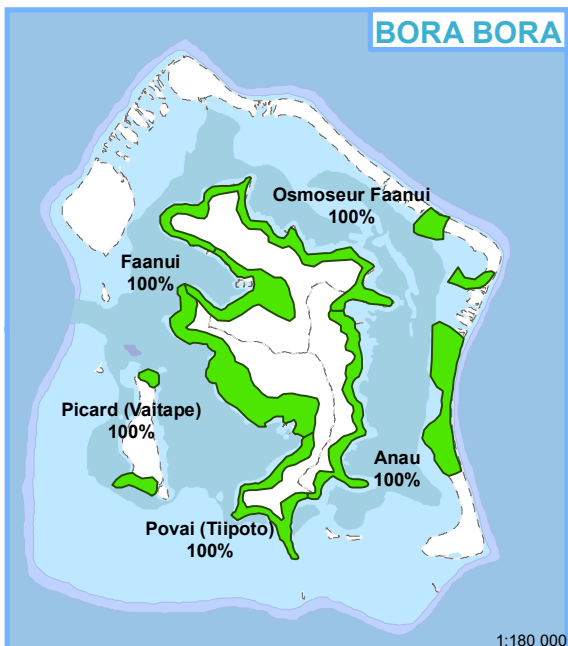 BORA BORA
Osmoseur Faanui
100%
Faanui
100%
Picard (Vaitape)
100%
Anau
100%
Povai (Tiipoto)
100%
1:180 000